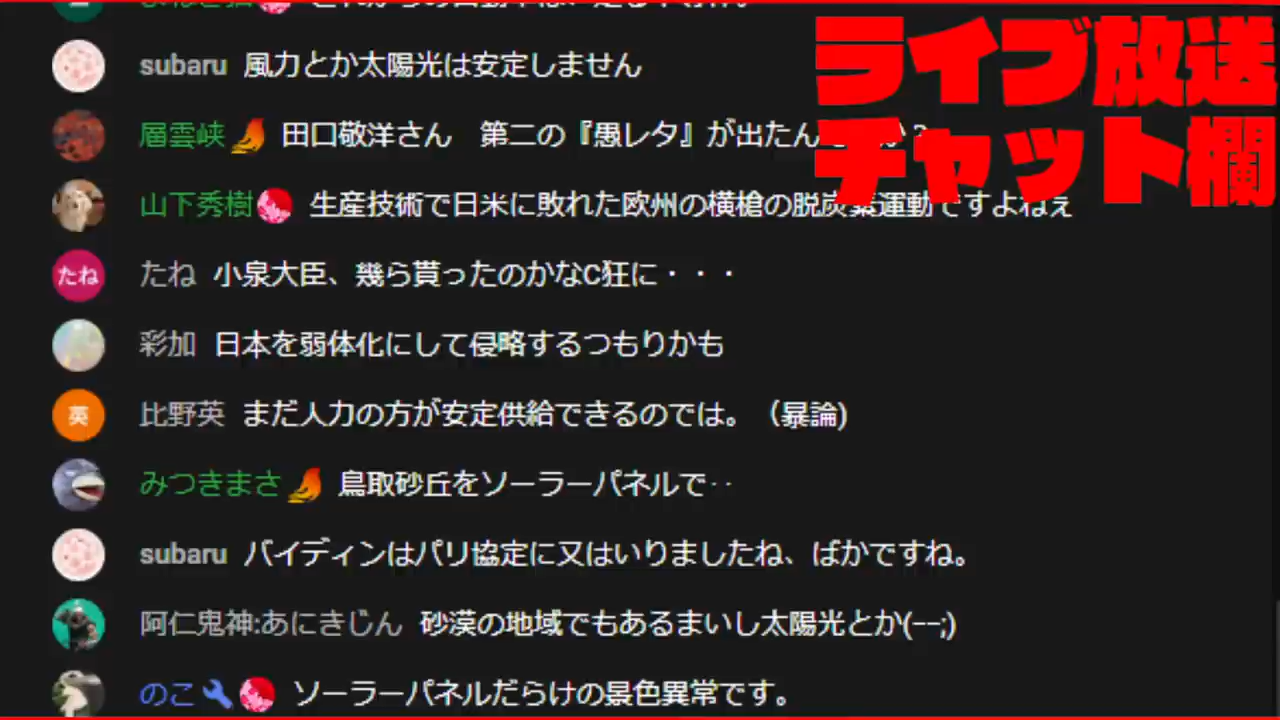 ライブ放送
チャット欄
subaru 風力とか太陽光は安定しません
層雲峡 田口敬洋さん 第二の『愚レタ』が出たん
山下秀樹 生産技術で日米に敗れた欧州の横槍の脱炭素運動ですよねぇ
たね たね 小泉大臣、幾ら貰ったのかなC狂に・・・
彩加 日本を弱体化にして侵略するつもりかも
英 比野英 まだ人力の方が安定供給できるのでは。（暴論)
みつきまさ 鳥取砂丘をソーラーパネルで‥
subaru バイディンはパリ協定に又はいりましたね、ばかですね。
阿仁鬼神:あにきじん 砂漠の地域でもあるまいし太陽光とか(−−;)
のこ ソーラーパネルだらけの景色異常です。